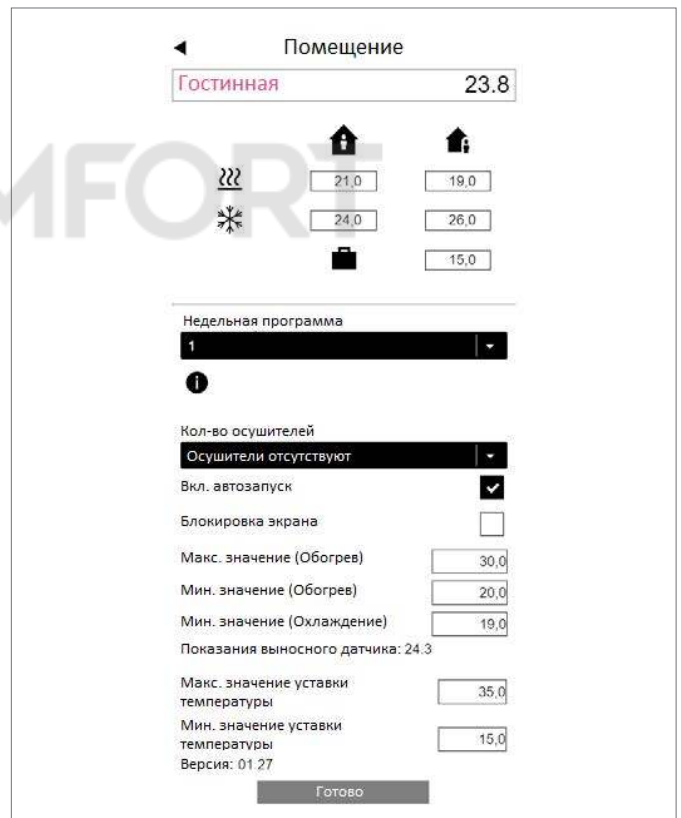 Помещение
Гостинная 23.8
21,0 19,0
24,0 26,0
15,0
MFORT
Недельная программа
1
Кол-во осушителей
Осушители отсутствуют
Вкл. автозапуск
Блокировка экрана
Макс. значение (Обогрев) 30,0
Мин. значение (Обогрев) 20,0
Мин. значение (Охлаждение) 19,0
Показания выносного датчика: 24.3
Макс. значение уставки
температуры 35,0
Мин. значение уставки
температуры 15,0
Версия: 01.27
Готово